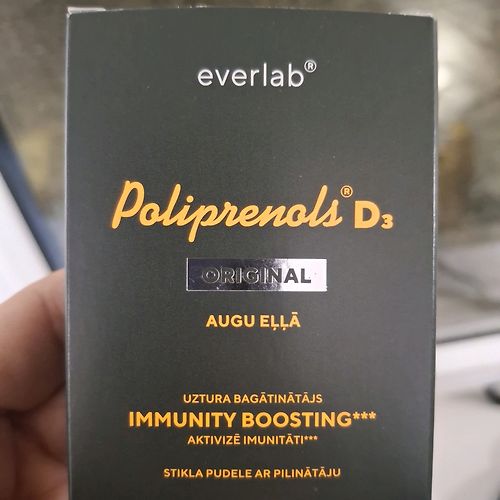 everlab®
Poliprenols® D₃
ORIGINAL
AUGU EĻĻĀ
UZTURA BAGĀTINĀTĀJS
IMMUNITY BOOSTING***
AKTIVIZĒ IMUNITĀTI***
STIKLA PUDELE AR PILINĀTĀJU